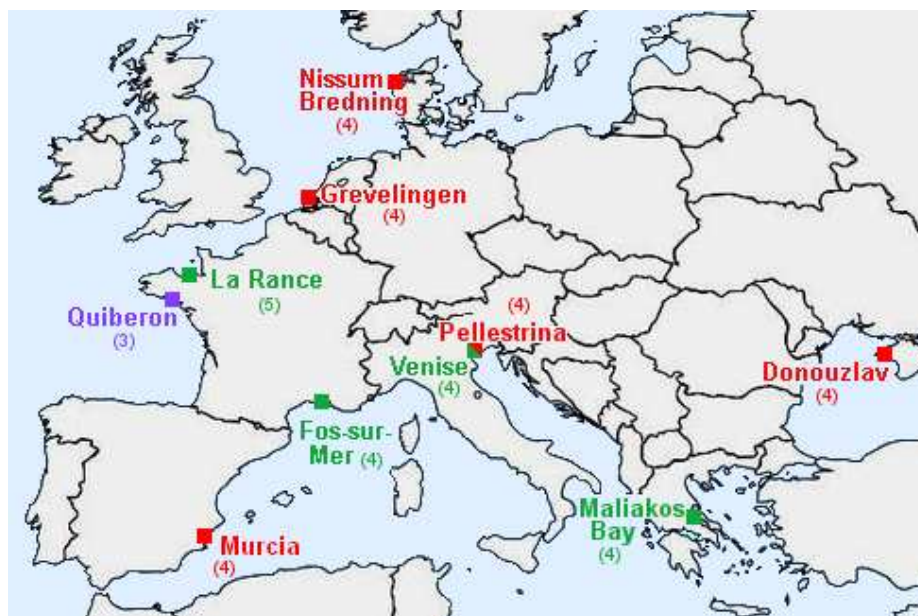 Nissum
Bredning
(4)
Grevelingen
(4)
La Rance
(5)
Quiberon
(3)
(4)
Pellestrina
Venise
(4)
Donouzlav
(4)
Fos-sur-
Mer (4)
Maliakos
Bay
(4)
Murcia
(4)